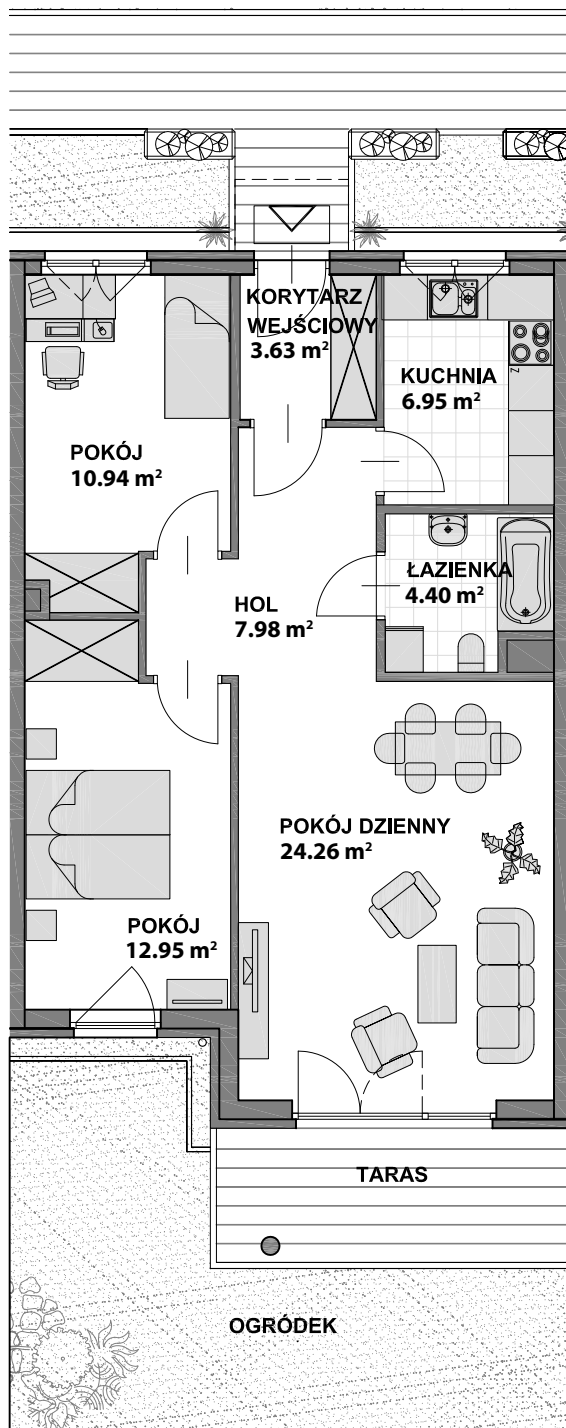 KORYTARZ
WEJŚCIOWY
3.63 m²
KUCHNIA
6.95 m²
POKÓJ
10.94 m²
ŁAZIENKA
4.40 m²
HOL
7.98 m²
POKÓJ DZIENNY
24.26 m²
POKÓJ
12.95 m²
TARAS
OGRÓDEK